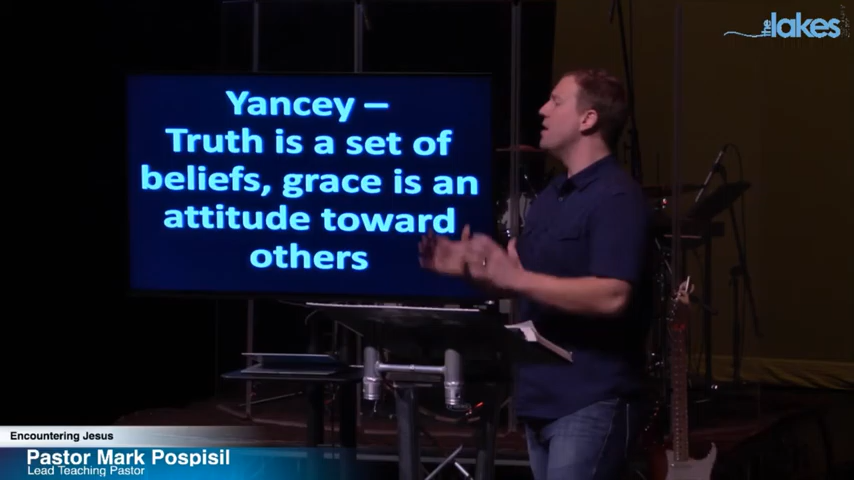 the lakes
Yancey –
Truth is a set of
beliefs, grace is an
attitude toward
others
Encountering Jesus
Pastor Mark Pospisil
Lead Teaching Pastor